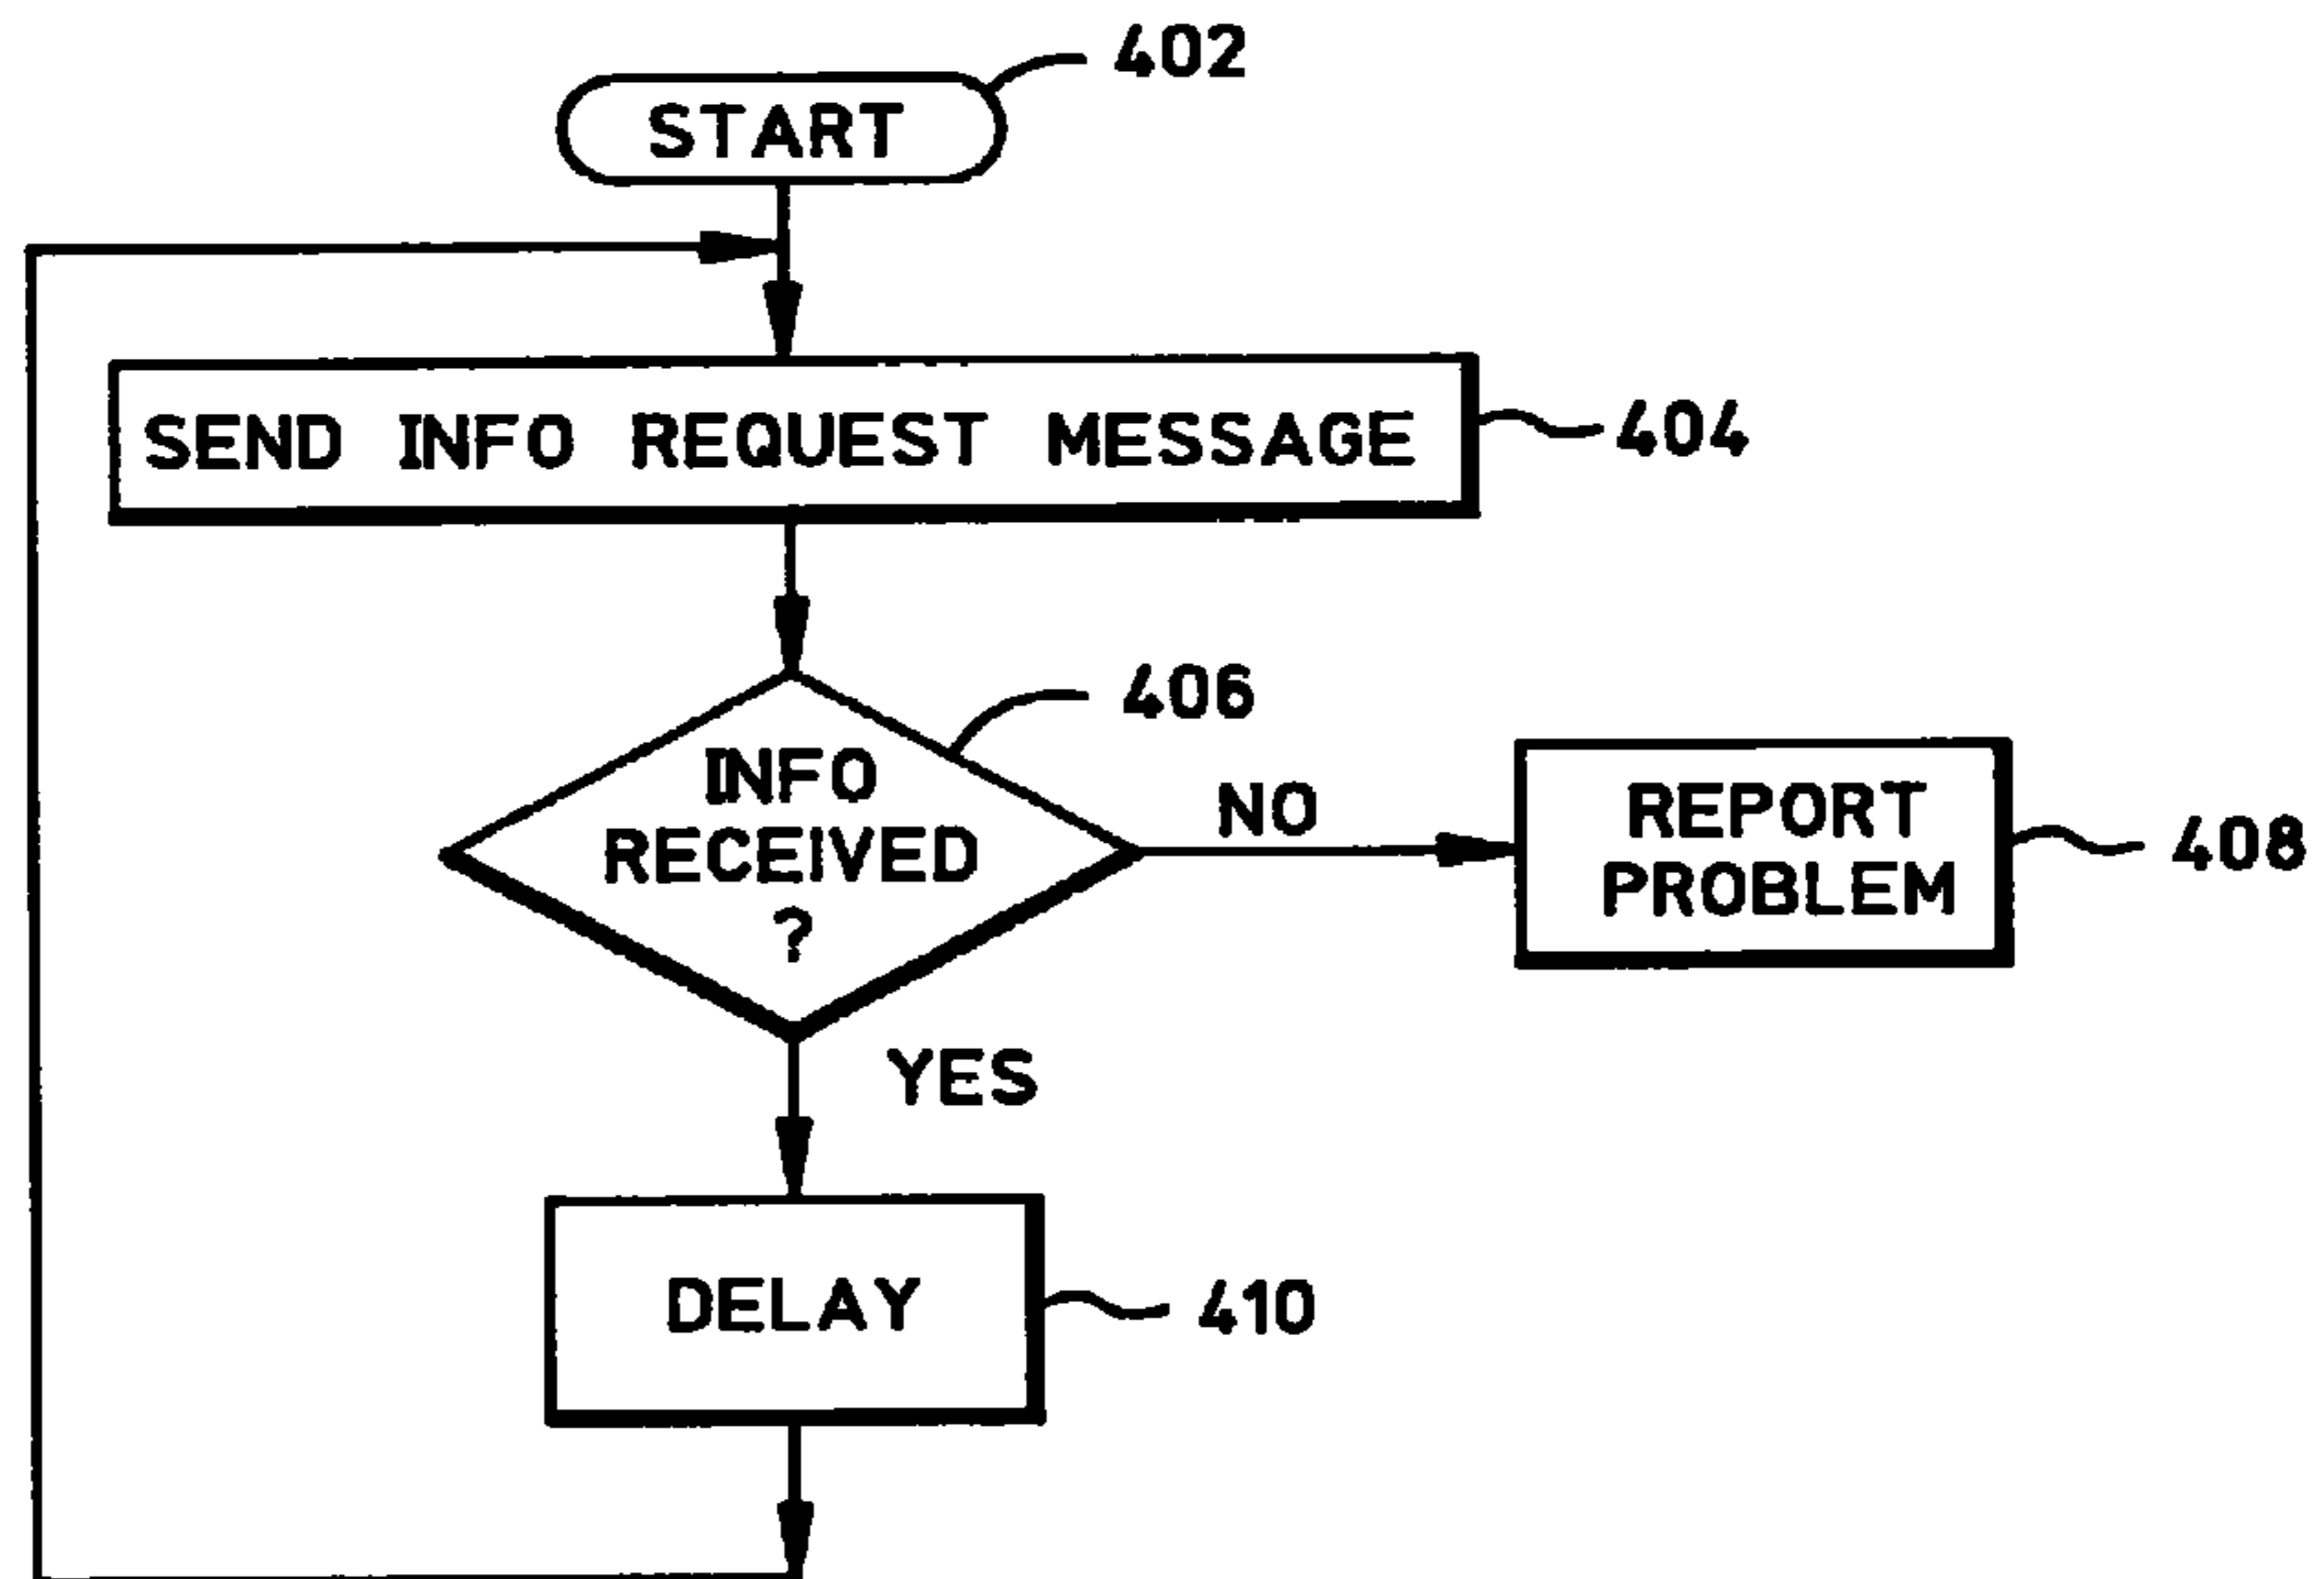 402
START
SEND INFO REQUEST MESSAGE
404
406
INFO
RECEIVED
?
NO
REPORT
PROBLEM
408
YES
DELAY
410